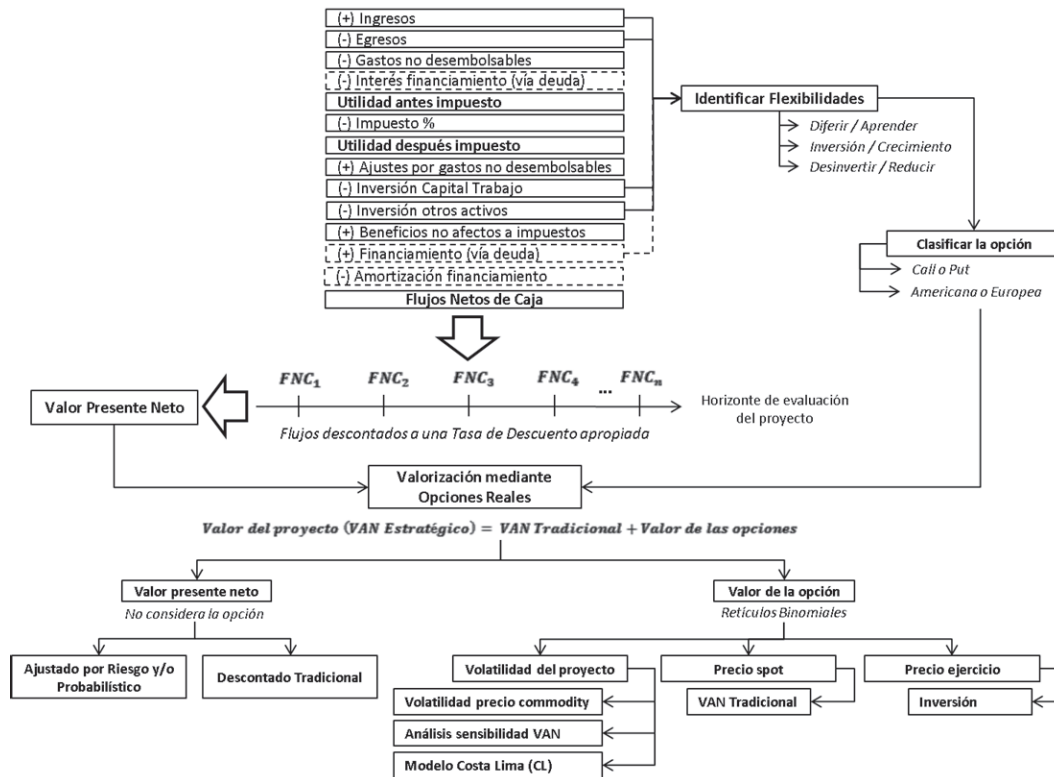 (+) Ingresos
(-) Egresos
(-) Gastos no desembolsables
(-) Interés financiamiento (vía deuda)
Utilidad antes impuesto
(-) Impuesto %
Utilidad después impuesto
(+) Ajustes por gastos no desembolsables
(-) Inversión Capital Trabajo
(-) Inversión otros activos
(+) Beneficios no afectos a impuestos
(+) Financiamiento (vía deuda)
(-) Amortización financiamiento
Flujos Netos de Caja
Identificar Flexibilidades
Diferir / Aprender
Inversión / Crecimiento
Desinvertir / Reducir
Clasificar la opción
Call o Put
Americana o Europea
FNC₁ FNC₂ FNC₃ FNC₄ ... FNCₙ
Valor Presente Neto
Horizonte de evaluación
del proyecto
Flujos descontados a una Tasa de Descuento apropiada
Valorización mediante
Opciones Reales
Valor del proyecto (VAN Estratégico) = VAN Tradicional + Valor de las opciones
Valor presente neto
No considera la opción
Ajustado por Riesgo y/o
Probabilístico
Descontado Tradicional
Valor de la opción
Retículos Binomiales
Volatilidad del proyecto
Volatilidad precio commodity
Análisis sensibilidad VAN
Modelo Costa Lima (CL)
Precio spot
VAN Tradicional
Precio ejercicio
Inversión